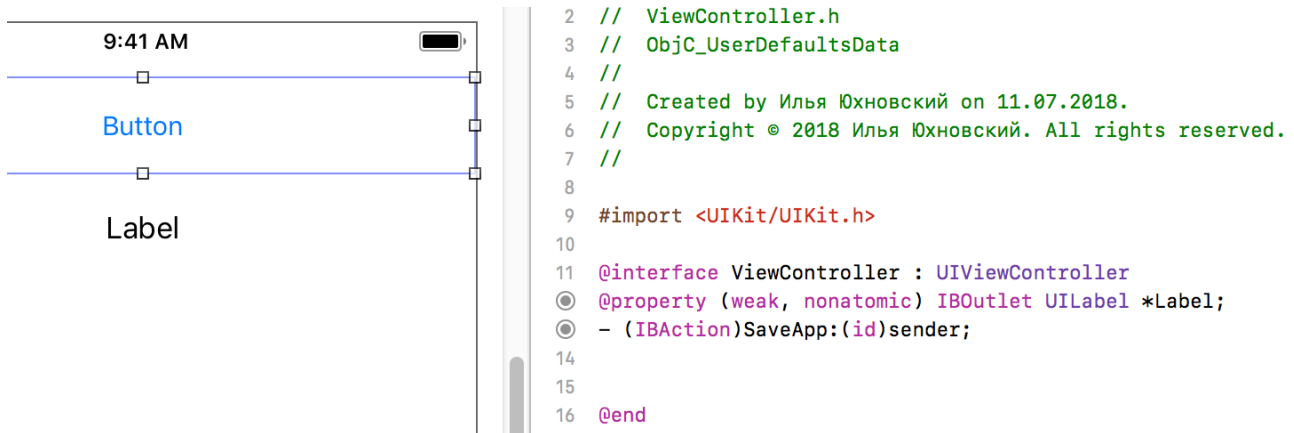 9:41 AM
Button
Label
2 // ViewController.h
3 // ObjC_UserDefaultsData
4 //
5 // Created by Илья Юхновский on 11.07.2018.
6 // Copyright © 2018 Илья Юхновский. All rights reserved.
7 //
8
9 #import <UIKit/UIKit.h>
10
11 @interface ViewController : UIViewController
@property (weak, nonatomic) IBOutlet UILabel *Label;
- (IBAction)SaveApp:(id)sender;
14
15
16 @end